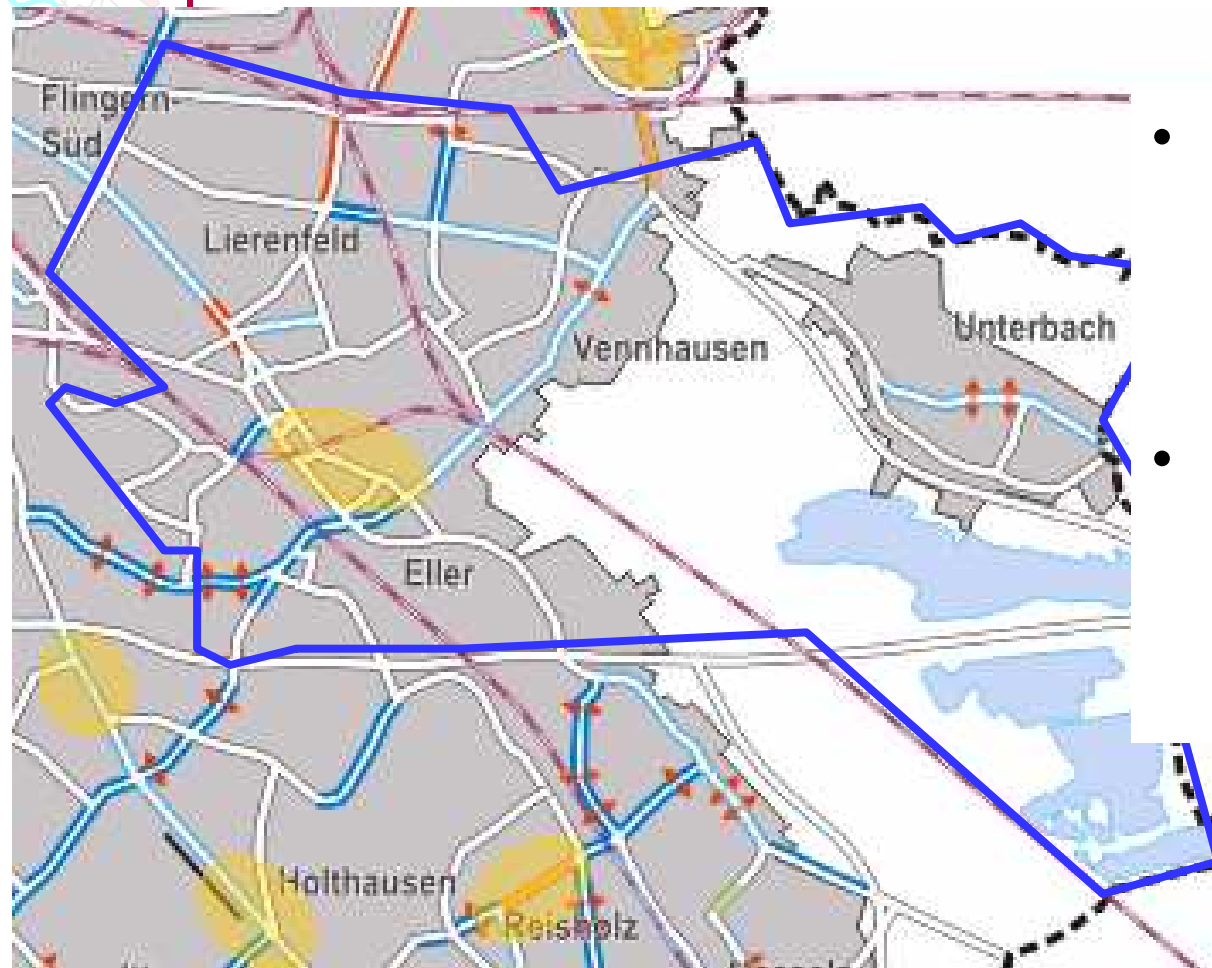 Flingern-
Süd
Lierenfeld
Vennhausen
Unterbach
Eller
Holthausen
Reisholz